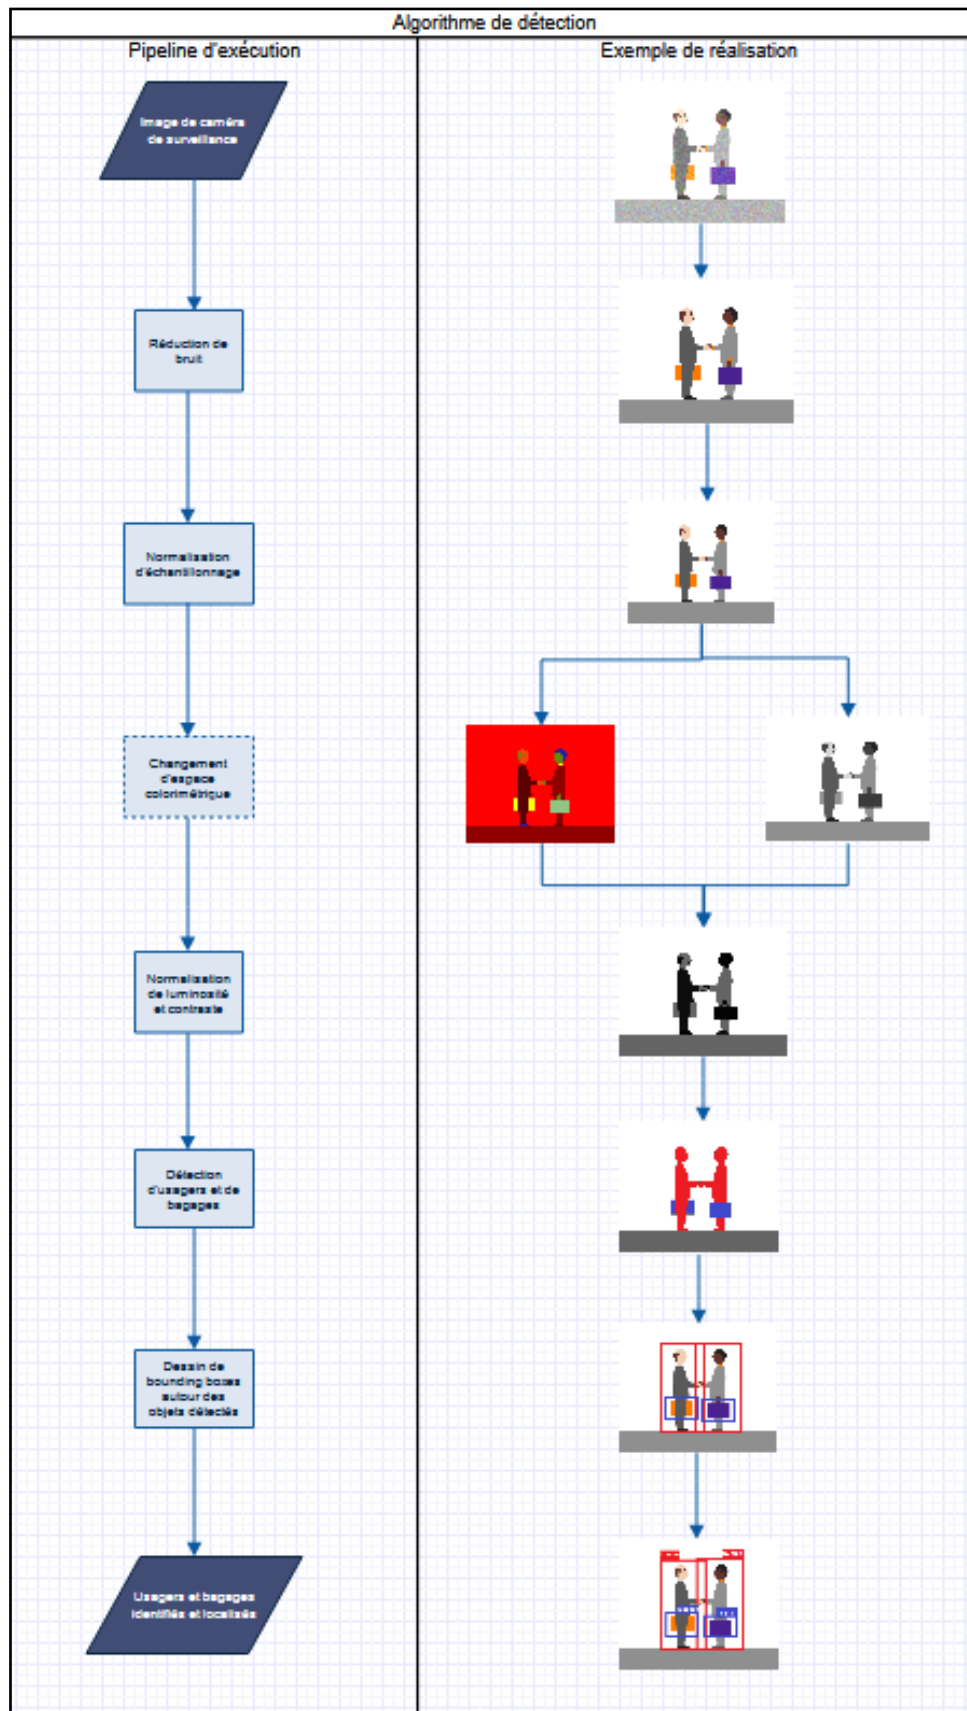 Algorithme de détection
Pipeline d'exécution
Exemple de réalisation
Image de caméra
de surveillance
Réduction de
bruit
Normalisation
d'échantillonnage
Changement
d'espace
colorimétrique
Normalisation
de luminosité
et contraste
Détection
d'usagers et de
bagages
Dessin de
bounding boxes
autour des
objets détectés
Usagers et bagages
identifiés et localisés